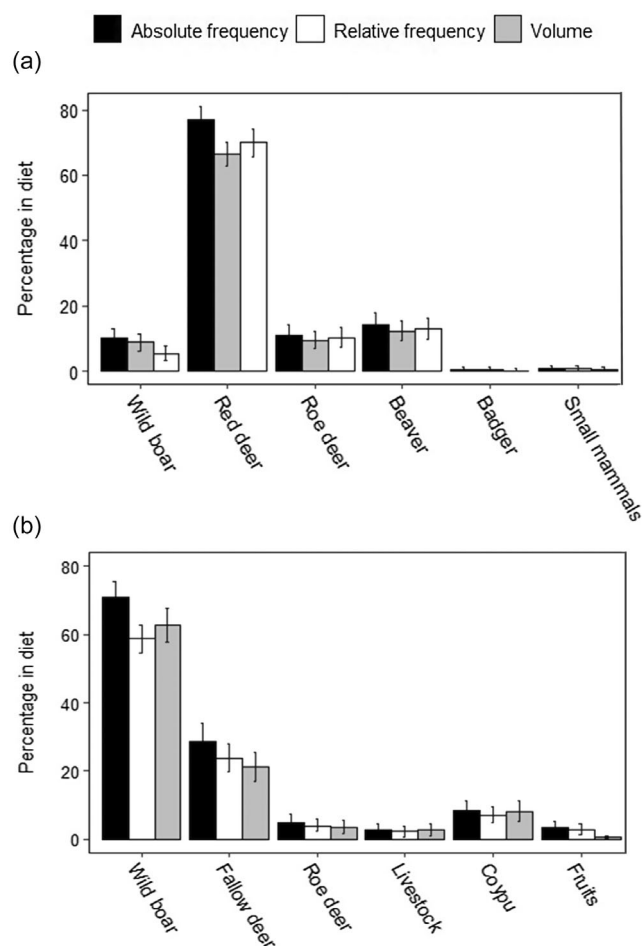 Absolute frequency Relative frequency Volume
(a)
Percentage in diet
80
60
40
20
0
Wild boar
Red deer
Roe deer
Beaver
Badger
Small mammals
(b)
Percentage in diet
80
60
40
20
0
Wild boar
Fallow deer
Roe deer
Livestock
Coypu
Fruits